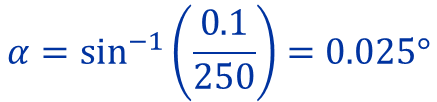 α = sin⁻¹ (0.1/250) = 0.025°